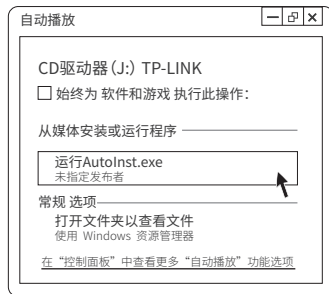 自动播放
CD驱动器(J:) TP-LINK
始终为 软件和游戏 执行此操作:
从媒体安装或运行程序
运行AutoInst.exe
未指定发布者
常规 选项
打开文件夹以查看文件
使用 Windows 资源管理器
在“控制面板”中查看更多“自动播放”功能选项